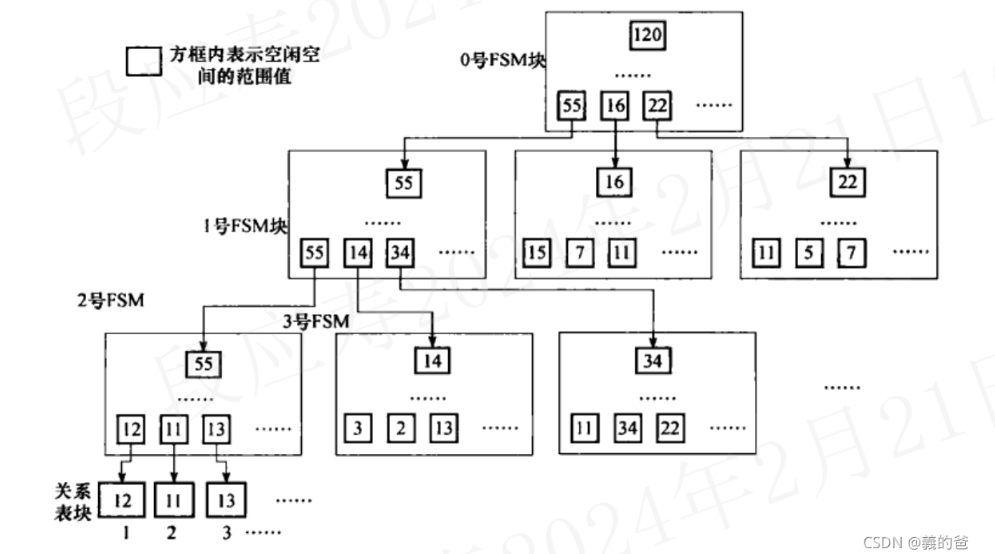 方框内表示空闲空
间的范围值
0号FSM块
120
......
55 16 22 ......
1号FSM块
55
......
55 14 34 ......
16
......
15 7 11 ......
22
......
11 5 7 ......
2号FSM
55
......
12 11 13 ......
3号FSM
14
......
3 2 13 ......
34
......
11 34 22 ......
......
关系
表块
12 11 13 ......
1 2 3 ......
段应寿2024年2月21日
CSDN @羲的爸